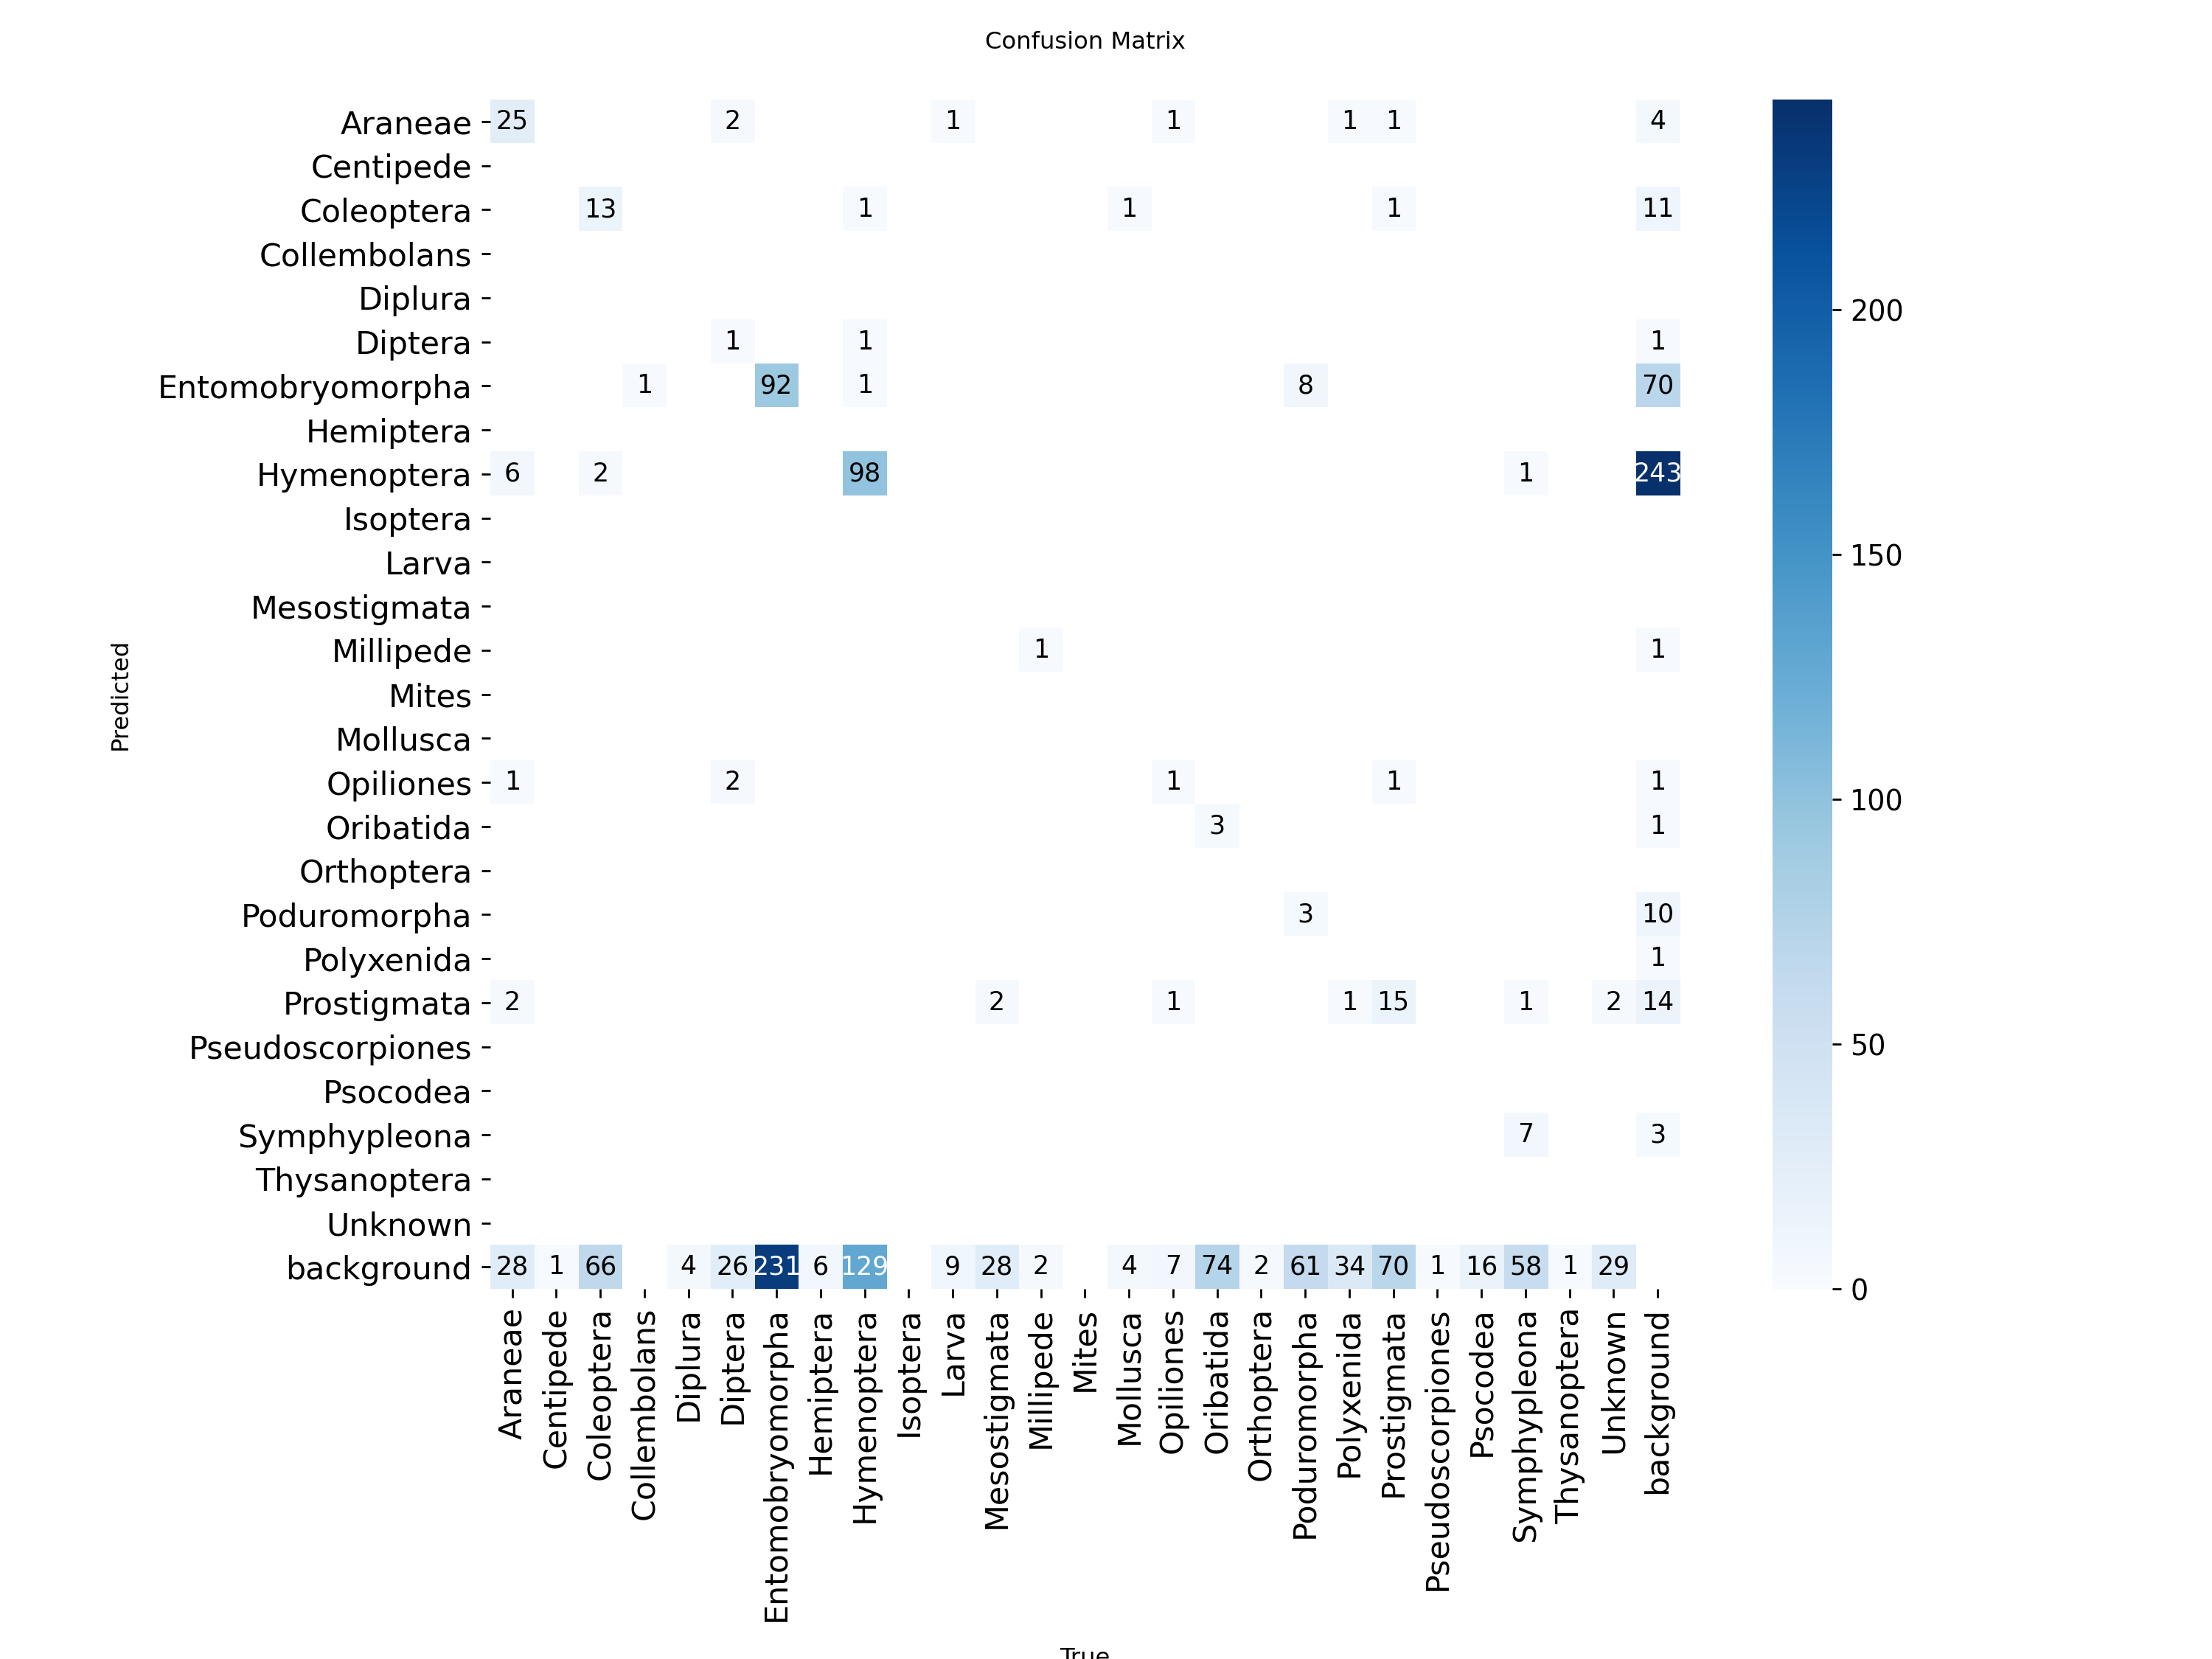 Confusion Matrix
Araneae 25 2 1 1 1 1 4
Centipede
Coleoptera 13 1 1 1 11
Collembolans
Diplura
Diptera 1 1 1
Entomobryomorpha 1 92 1 8 70
Hemiptera
Hymenoptera 6 2 98 1 243
Isoptera
Larva
Mesostigmata
Millipede 1 1
Mites
Mollusca
Opiliones 1 2 1 1 1
Oribatida 3 1
Orthoptera
Poduromorpha 3 10
Polyxenida 1
Prostigmata 2 2 1 1 15 1 2 14
Pseudoscorpiones
Psocodea
Symphypleona 7 3
Thysanoptera
Unknown
background 28 1 66 4 26 231 6 129 9 28 2 4 7 74 2 61 34 70 1 16 58 1 29
Predicted
Araneae
Centipede
Coleoptera
Collembolans
Diplura
Diptera
Entomobryomorpha
Hemiptera
Hymenoptera
Isoptera
Larva
Mesostigmata
Millipede
Mites
Mollusca
Opiliones
Oribatida
Orthoptera
Poduromorpha
Polyxenida
Prostigmata
Pseudoscorpiones
Psocodea
Symphypleona
Thysanoptera
Unknown
background
True
200
150
100
50
0